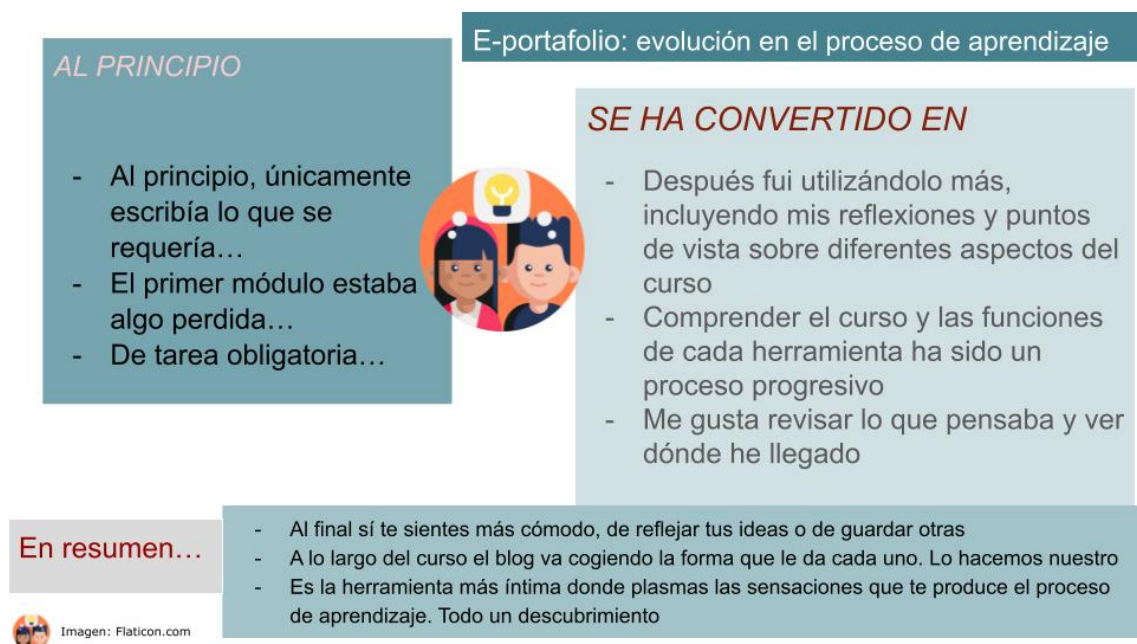 E-portafolio: evolución en el proceso de aprendizaje
AL PRINCIPIO
- Al principio, únicamente
escribía lo que se
requería…
- El primer módulo estaba
algo perdida…
- De tarea obligatoria…
SE HA CONVERTIDO EN
- Después fui utilizándolo más,
incluyendo mis reflexiones y puntos
de vista sobre diferentes aspectos del
curso
- Comprender el curso y las funciones
de cada herramienta ha sido un
proceso progresivo
- Me gusta revisar lo que pensaba y ver
dónde he llegado
En resumen…
- Al final sí te sientes más cómodo, de reflejar tus ideas o de guardar otras
- A lo largo del curso el blog va cogiendo la forma que le da cada uno. Lo hacemos nuestro
- Es la herramienta más íntima donde plasmas las sensaciones que te produce el proceso
de aprendizaje. Todo un descubrimiento
Imagen: Flaticon.com